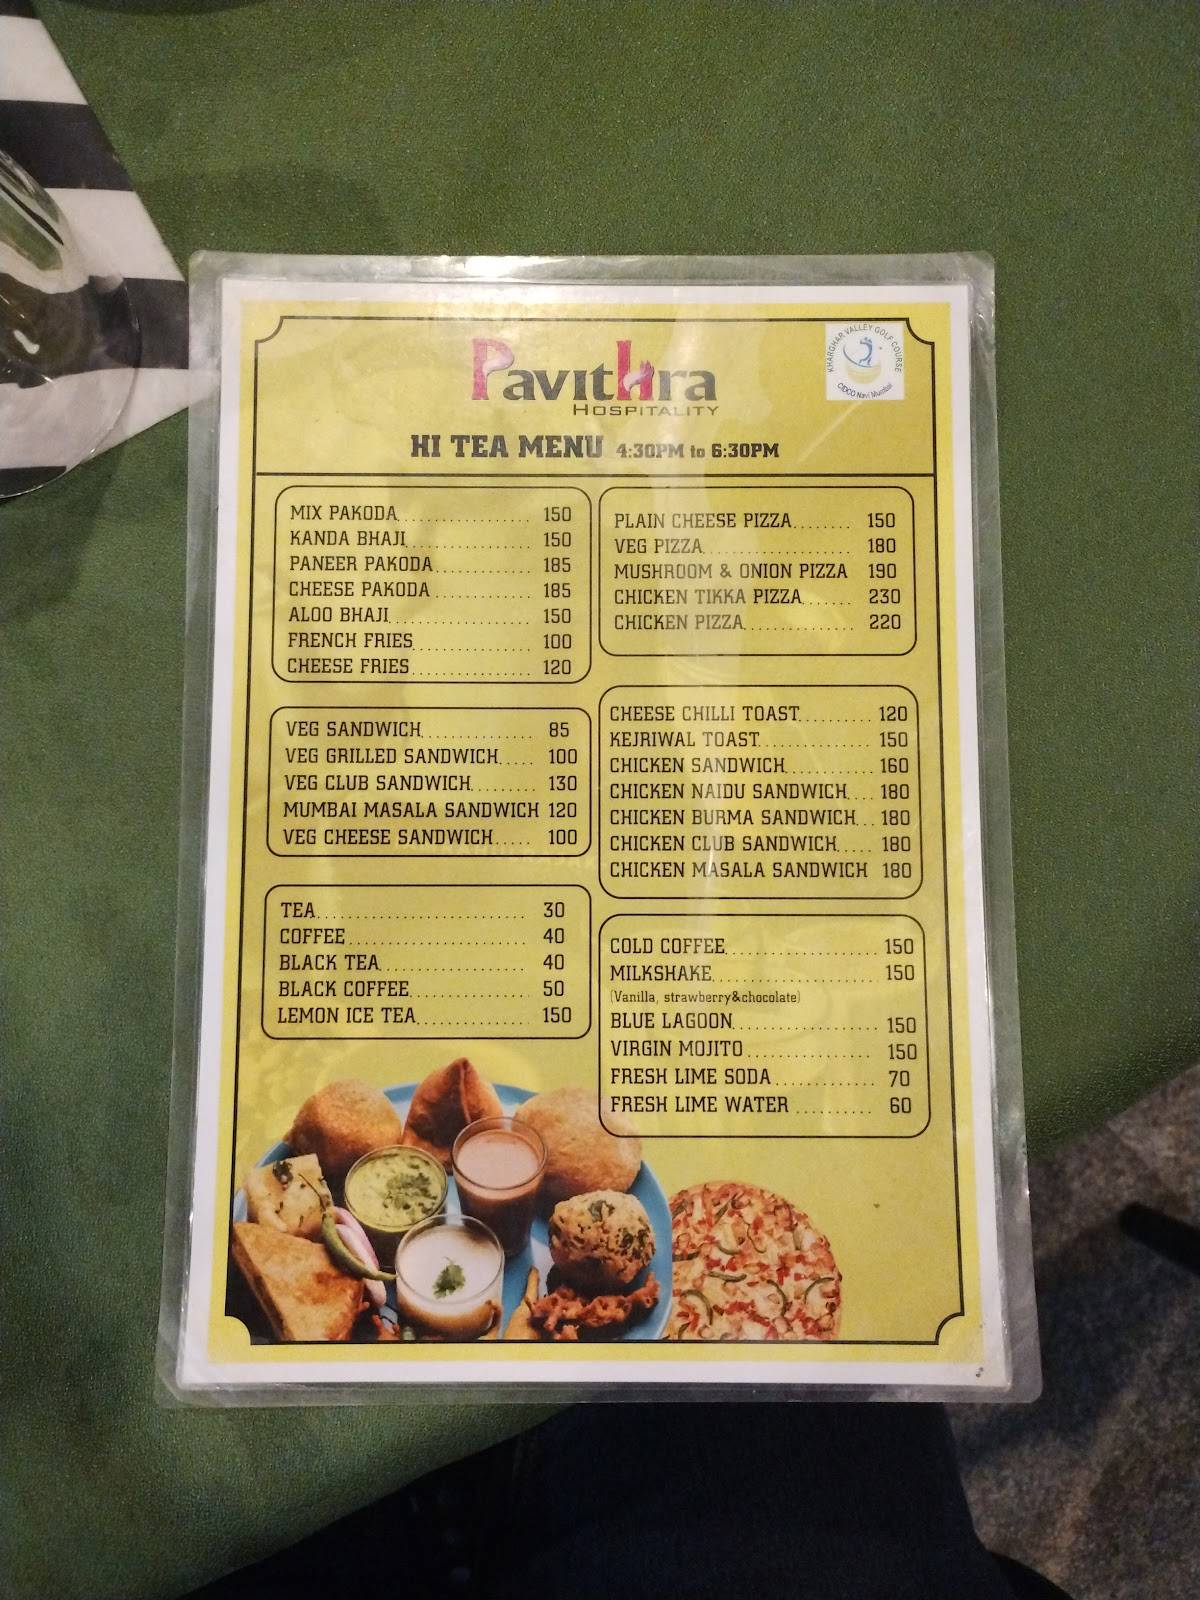 Pavithra
HOSPITALITY
KHARGHAR VALLEY GOLF COURSE
CIDCO Navi Mumbai
HI TEA MENU 4:30PM to 6:30PM
MIX PAKODA.................. 150
KANDA BHAJI................. 150
PANEER PAKODA............. 185
CHEESE PAKODA............. 185
ALOO BHAJI................... 150
FRENCH FRIES................ 100
CHEESE FRIES................ 120
VEG SANDWICH............... 85
VEG GRILLED SANDWICH..... 100
VEG CLUB SANDWICH......... 130
MUMBAI MASALA SANDWICH 120
VEG CHEESE SANDWICH..... 100
TEA............................ 30
COFFEE........................ 40
BLACK TEA................... 40
BLACK COFFEE............... 50
LEMON ICE TEA.............. 150
PLAIN CHEESE PIZZA........ 150
VEG PIZZA.................... 180
MUSHROOM & ONION PIZZA 190
CHICKEN TIKKA PIZZA....... 230
CHICKEN PIZZA............... 220
CHEESE CHILLI TOAST.......... 120
KEJRIWAL TOAST............... 150
CHICKEN SANDWICH............ 160
CHICKEN NAIDU SANDWICH.... 180
CHICKEN BURMA SANDWICH... 180
CHICKEN CLUB SANDWICH..... 180
CHICKEN MASALA SANDWICH 180
COLD COFFEE..................... 150
MILKSHAKE....................... 150
(Vanilla, strawberry&chocolate)
BLUE LAGOON.................... 150
VIRGIN MOJITO................. 150
FRESH LIME SODA.............. 70
FRESH LIME WATER .......... 60